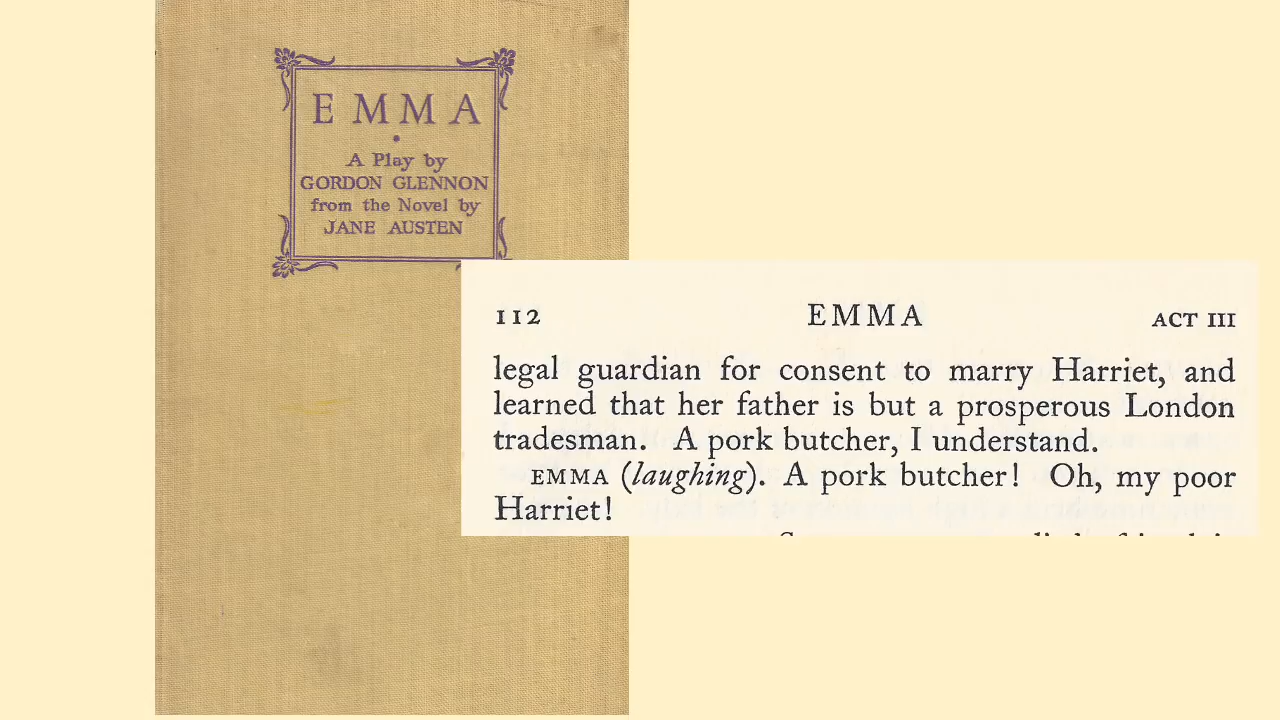 EMMA
A Play by
GORDON GLENNON
from the Novel by
JANE AUSTEN
112 EMMA ACT III
legal guardian for consent to marry Harriet, and
learned that her father is but a prosperous London
tradesman. A pork butcher, I understand.
EMMA (laughing). A pork butcher! Oh, my poor
Harriet!